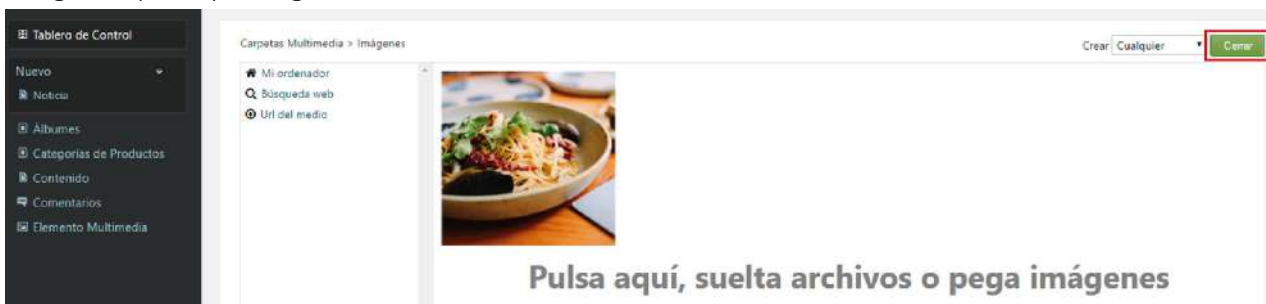 Tablero de Control
Nuevo
Noticia
Álbumes
Categorías de Productos
Contenido
Comentarios
Elemento Multimedia
Carpetas Multimedia > Imágenes
Crear Cualquier
Cerrar
Mi ordenador
Búsqueda web
Url del medio
Pulsa aquí, suelta archivos o pega imágenes